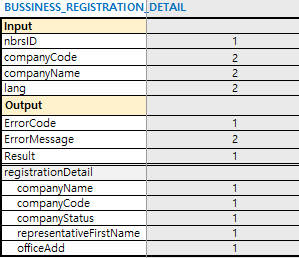 BUSSINESS_REGISTRATION_DETAIL
Input
nbrsID 1
companyCode 2
companyName 2
lang 2
Output
ErrorCode 1
ErrorMessage 2
Result 1
registrationDetail
companyName 1
companyCode 1
companyStatus 1
representativeFirstName 1
officeAdd 1